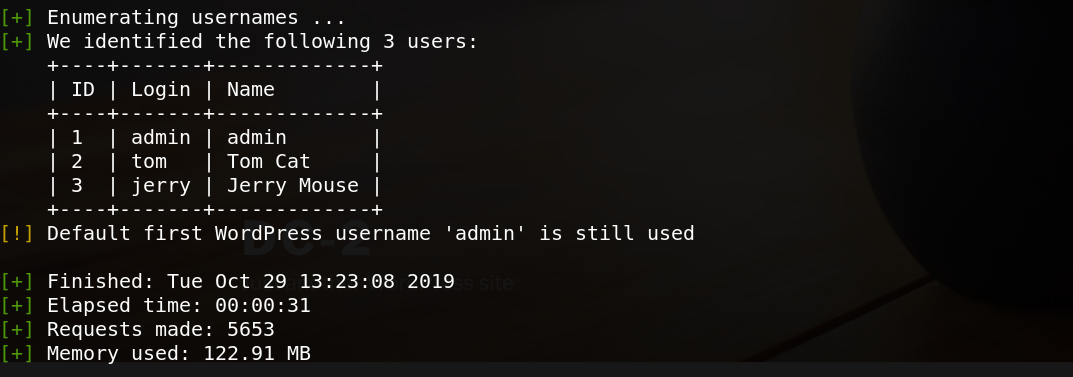 [+] Enumerating usernames ...
[+] We identified the following 3 users:
+----+-------+-------------+
| ID | Login | Name        |
+----+-------+-------------+
| 1  | admin | admin       |
| 2  | tom   | Tom Cat     |
| 3  | jerry | Jerry Mouse |
+----+-------+-------------+
[!] Default first WordPress username 'admin' is still used
DC-2
[+] Finished: Tue Oct 29 13:23:08 2019
[+] Elapsed time: 00:00:31
[+] Requests made: 5653
[+] Memory used: 122.91 MB